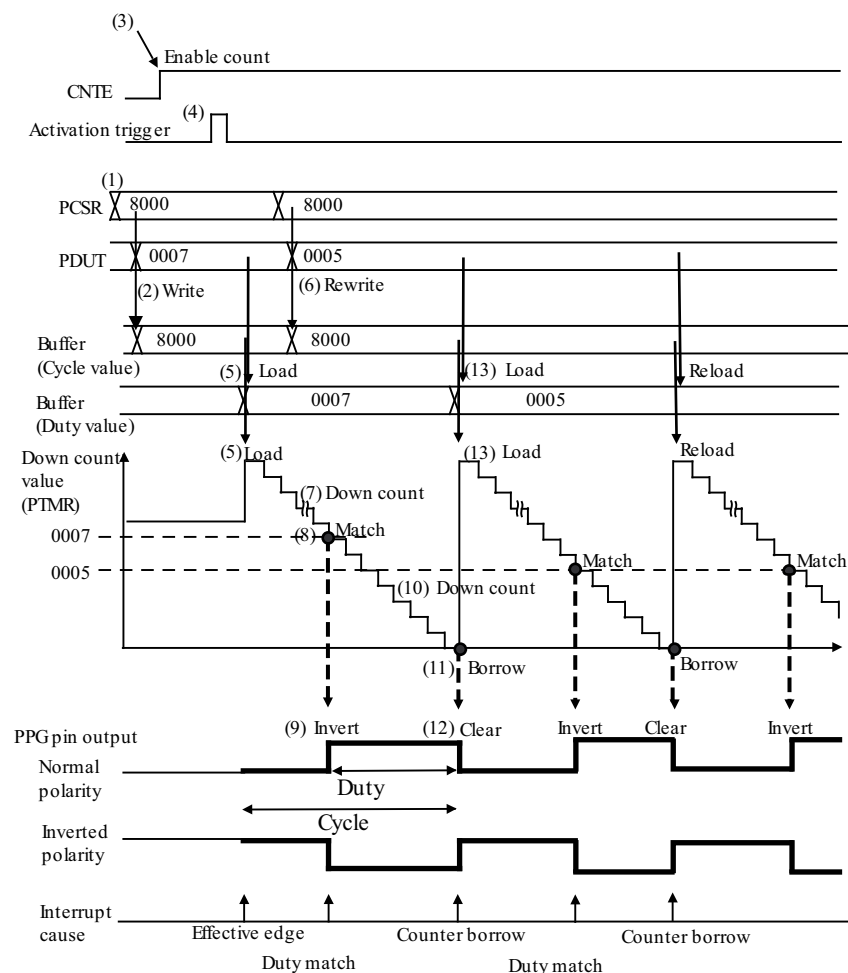 (3)
Enable count
CNTE
(4)
Activation trigger
(1)
PCSR 8000 8000
PDUT 0007 0005
(2) Write (6) Rewrite
Buffer
(Cycle value) 8000 8000
(5) Load (13) Load Reload
Buffer
(Duty value) 0007 0005
Down count
value
(PTMR)
(5) Load (13) Load Reload
(7) Down count
0007 (8) Match
0005 Match Match
(10) Down count
(11) Borrow Borrow
(9) Invert (12) Clear Invert Clear Invert
PPG pin output
Normal
polarity
Duty
Cycle
Inverted
polarity
Interrupt
cause
Effective edge Counter borrow Counter borrow
Duty match Duty match